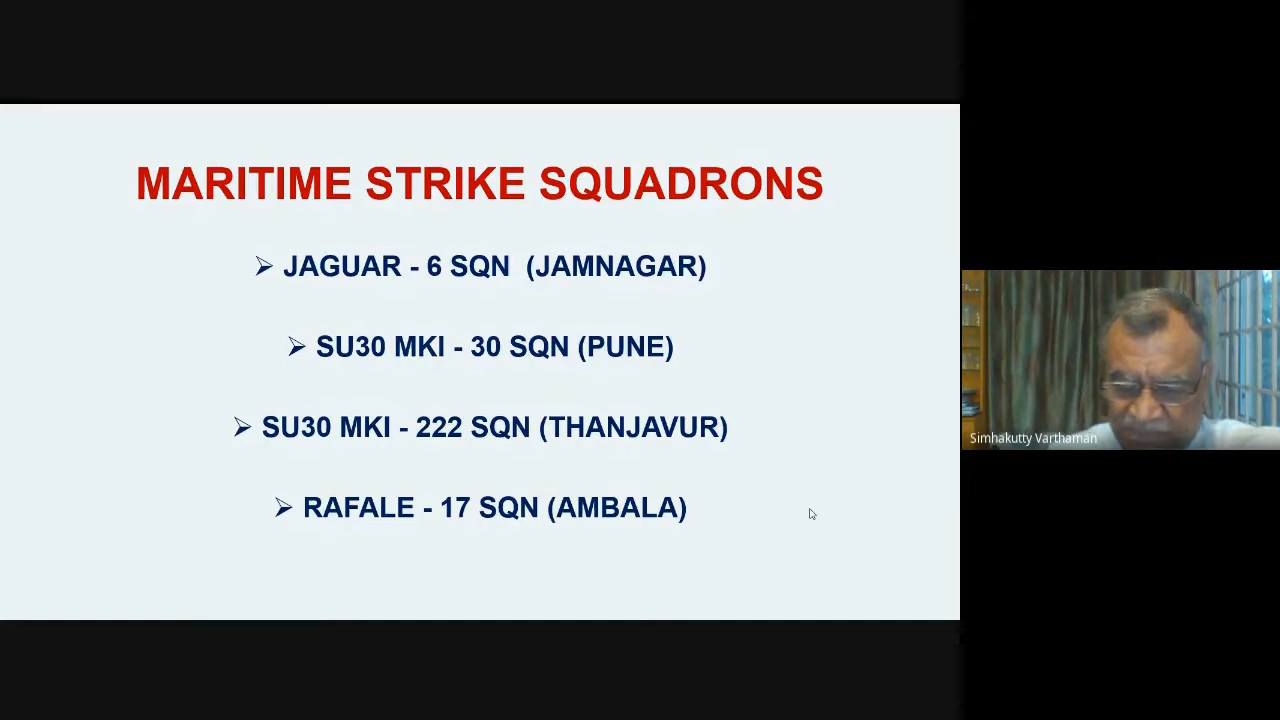 MARITIME STRIKE SQUADRONS
➢ JAGUAR - 6 SQN (JAMNAGAR)
➢ SU30 MKI - 30 SQN (PUNE)
➢ SU30 MKI - 222 SQN (THANJAVUR)
➢ RAFALE - 17 SQN (AMBALA)
Simhakutty Varthaman